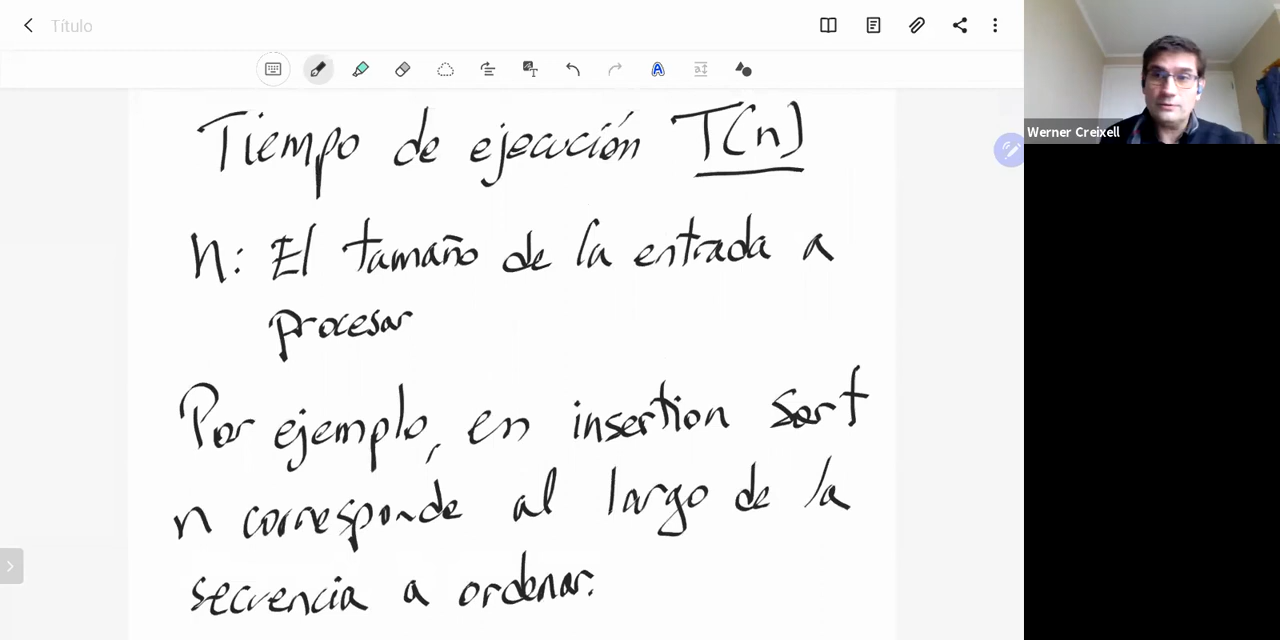 Título
Werner Creixell
Tiempo de ejecución T(n)
n: El tamaño de la entrada a
procesar
Por ejemplo, en insertion sort
n corresponde al largo de la
secuencia a ordenar.